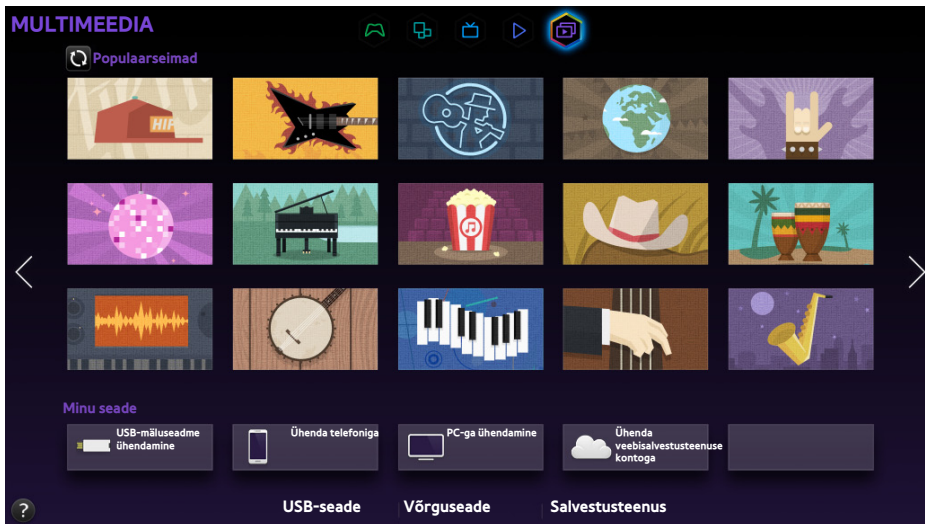 MULTIMEEDIA
Populaarseimad
HIP
Minu seade
USB-mäluseadme
ühendamine
Ühenda telefoniga
PC-ga ühendamine
Ühenda
veebisalvestusteenuse
kontoga
USB-seade
Võrguseade
Salvestusteenus
?